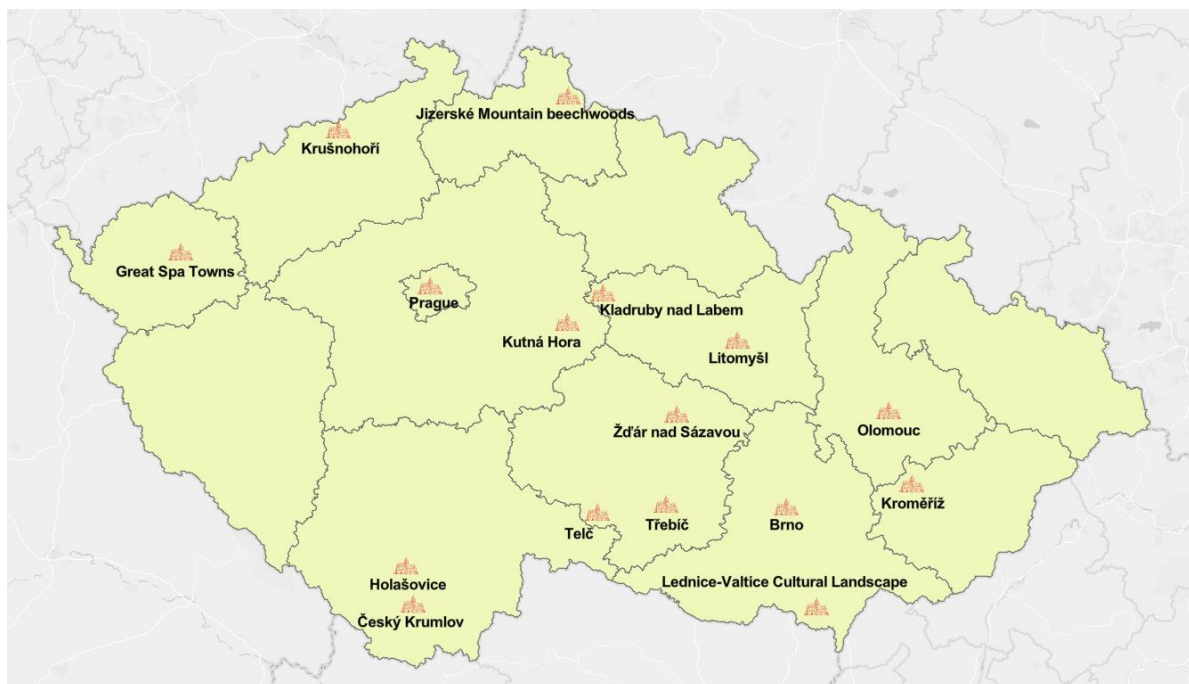 Jizerské Mountain beechwoods
Krušnohoří
Great Spa Towns
Prague
Kladruby nad Labem
Kutná Hora
Litomyšl
Žďár nad Sázavou
Olomouc
Kroměříž
Telč
Třebíč
Brno
Holašovice
Lednice-Valtice Cultural Landscape
Český Krumlov